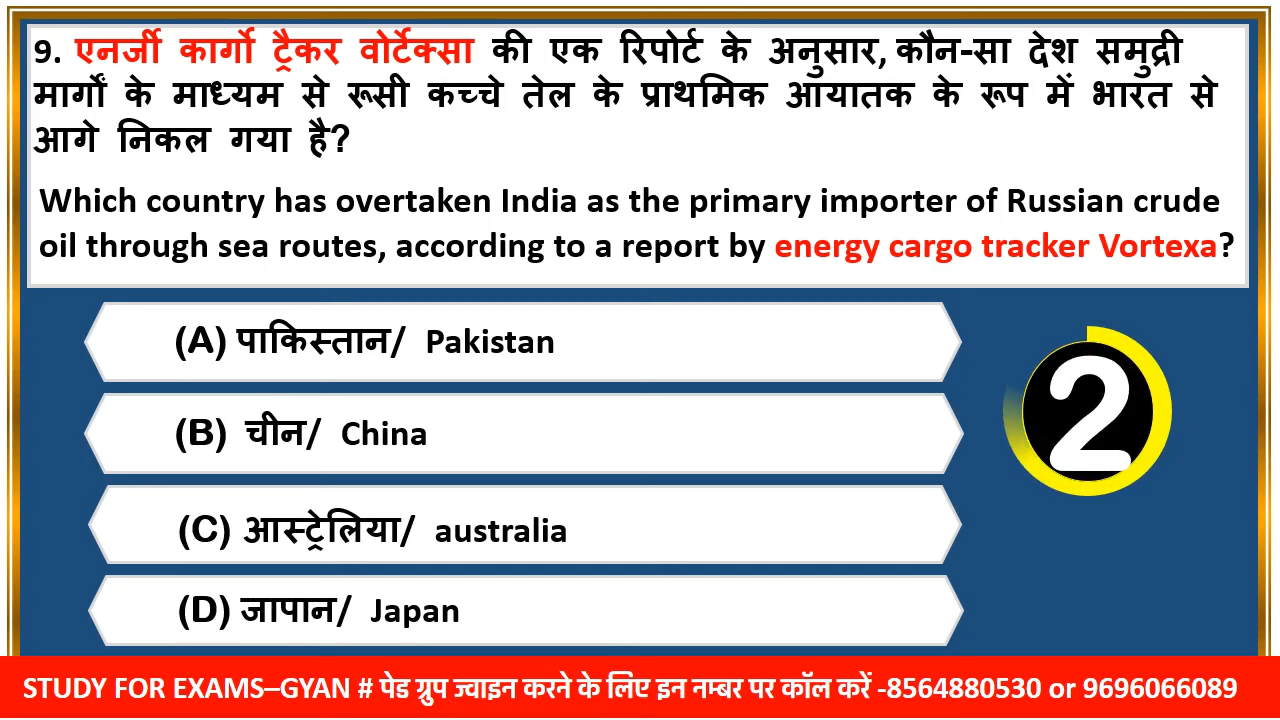 9. एनर्जी कार्गो ट्रैकर वोर्टेक्सा की एक रिपोर्ट के अनुसार, कौन-सा देश समुद्री
मार्गों के माध्यम से रूसी कच्चे तेल के प्राथमिक आयातक के रूप में भारत से
आगे निकल गया है?
Which country has overtaken India as the primary importer of Russian crude
oil through sea routes, according to a report by energy cargo tracker Vortexa?
(A) पाकिस्तान/ Pakistan
(B) चीन/ China
2
(C) आस्ट्रेलिया/ australia
(D) जापान/ Japan
STUDY FOR EXAMS–GYAN # पेड ग्रुप ज्वाइन करने के लिए इन नम्बर पर कॉल करें -8564880530 or 9696066089